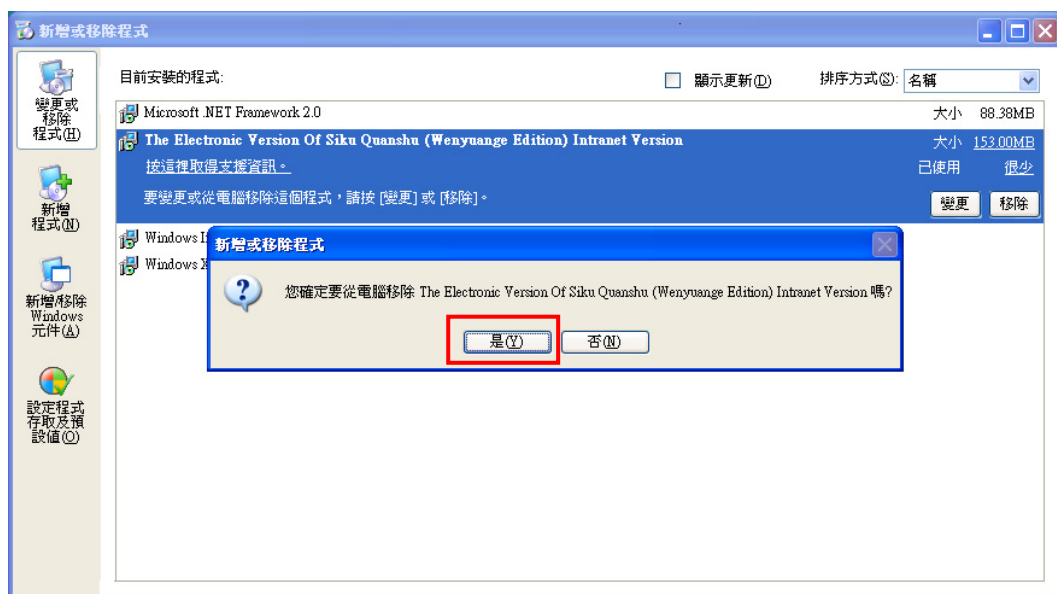 新增或移除程式
變更或
移除
程式(H)
新增
程式(N)
新增/移除
Windows
元件(A)
設定程式
存取及預
設值(O)
目前安裝的程式:
顯示更新(D)
排序方式(S): 名稱
Microsoft .NET Framework 2.0 大小 88.38MB
The Electronic Version Of Siku Quanshu (Wenyuange Edition) Intranet Version 大小 153.00MB
按這裡取得支援資訊。 已使用 很少
要變更或從電腦移除這個程式，請按 [變更] 或 [移除]。 變更 移除
Windows
Windows
新增或移除程式
您確定要從電腦移除 The Electronic Version Of Siku Quanshu (Wenyuange Edition) Intranet Version 嗎?
是(Y) 否(N)